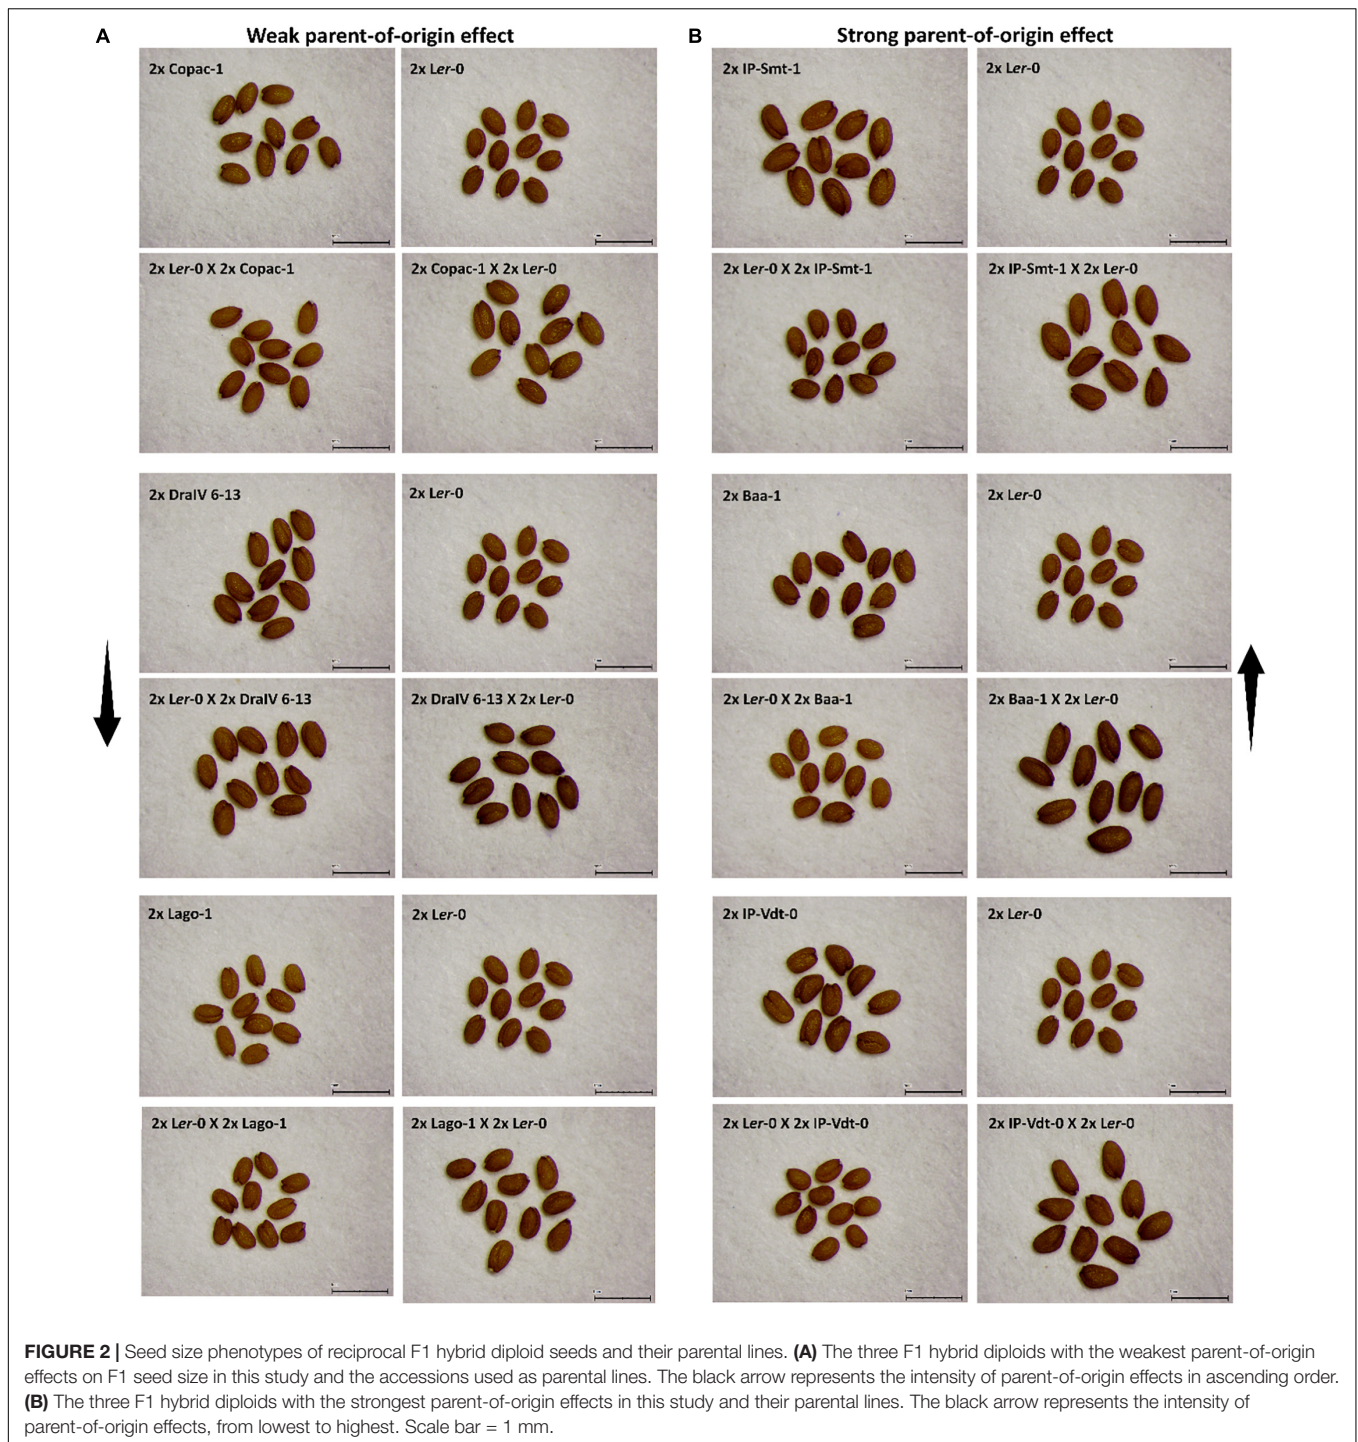 A Weak parent-of-origin effect
B Strong parent-of-origin effect
2x Copac-1
2x Ler-0
2x IP-Smt-1
2x Ler-0
2x Ler-0 X 2x Copac-1
2x Copac-1 X 2x Ler-0
2x Ler-0 X 2x IP-Smt-1
2x IP-Smt-1 X 2x Ler-0
2x DraIV 6-13
2x Ler-0
2x Baa-1
2x Ler-0
2x Ler-0 X 2x DraIV 6-13
2x DraIV 6-13 X 2x Ler-0
2x Ler-0 X 2x Baa-1
2x Baa-1 X 2x Ler-0
2x Lago-1
2x Ler-0
2x IP-Vdt-0
2x Ler-0
2x Ler-0 X 2x Lago-1
2x Lago-1 X 2x Ler-0
2x Ler-0 X 2x IP-Vdt-0
2x IP-Vdt-0 X 2x Ler-0
FIGURE 2 | Seed size phenotypes of reciprocal F1 hybrid diploid seeds and their parental lines. (A) The three F1 hybrid diploids with the weakest parent-of-origin
effects on F1 seed size in this study and the accessions used as parental lines. The black arrow represents the intensity of parent-of-origin effects in ascending order.
(B) The three F1 hybrid diploids with the strongest parent-of-origin effects in this study and their parental lines. The black arrow represents the intensity of
parent-of-origin effects, from lowest to highest. Scale bar = 1 mm.